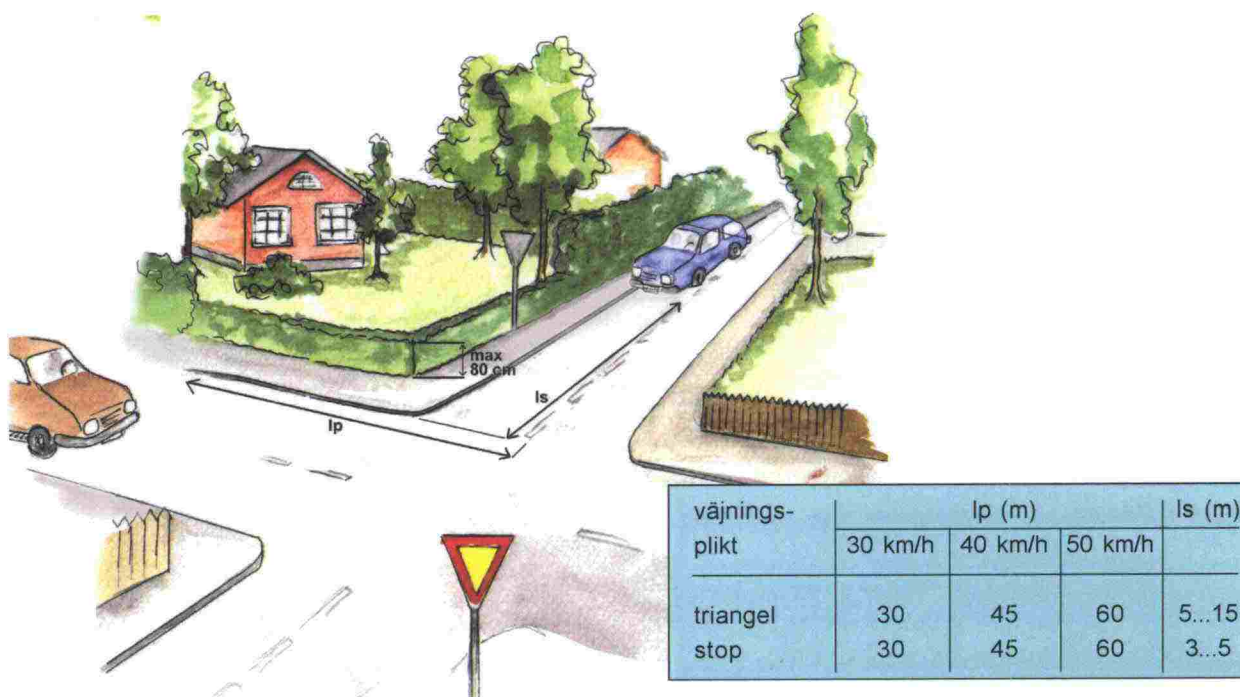 max
80 cm
ls
lp
väjnings-
plikt
lp (m)
ls (m)
30 km/h 40 km/h 50 km/h
triangel 30 45 60 5...15
stop 30 45 60 3...5